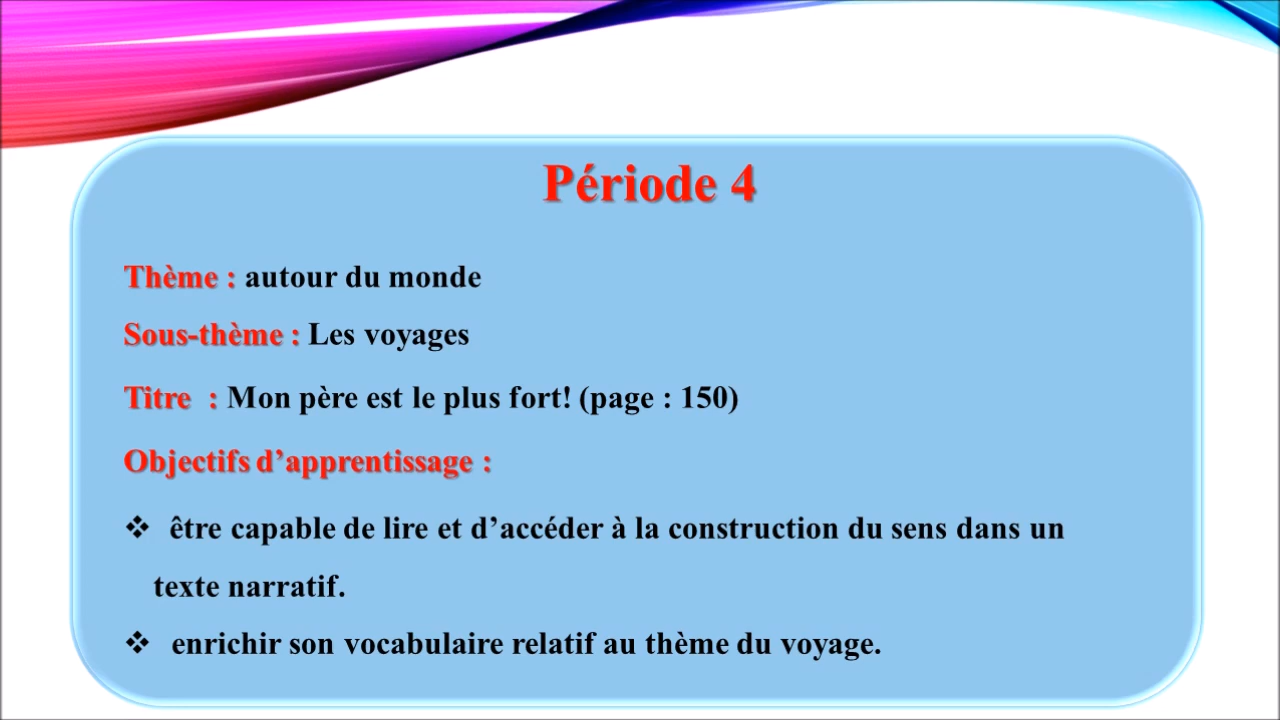 Période 4
Thème : autour du monde
Sous-thème : Les voyages
Titre : Mon père est le plus fort! (page : 150)
Objectifs d’apprentissage :
❖ être capable de lire et d’accéder à la construction du sens dans un
texte narratif.
❖ enrichir son vocabulaire relatif au thème du voyage.